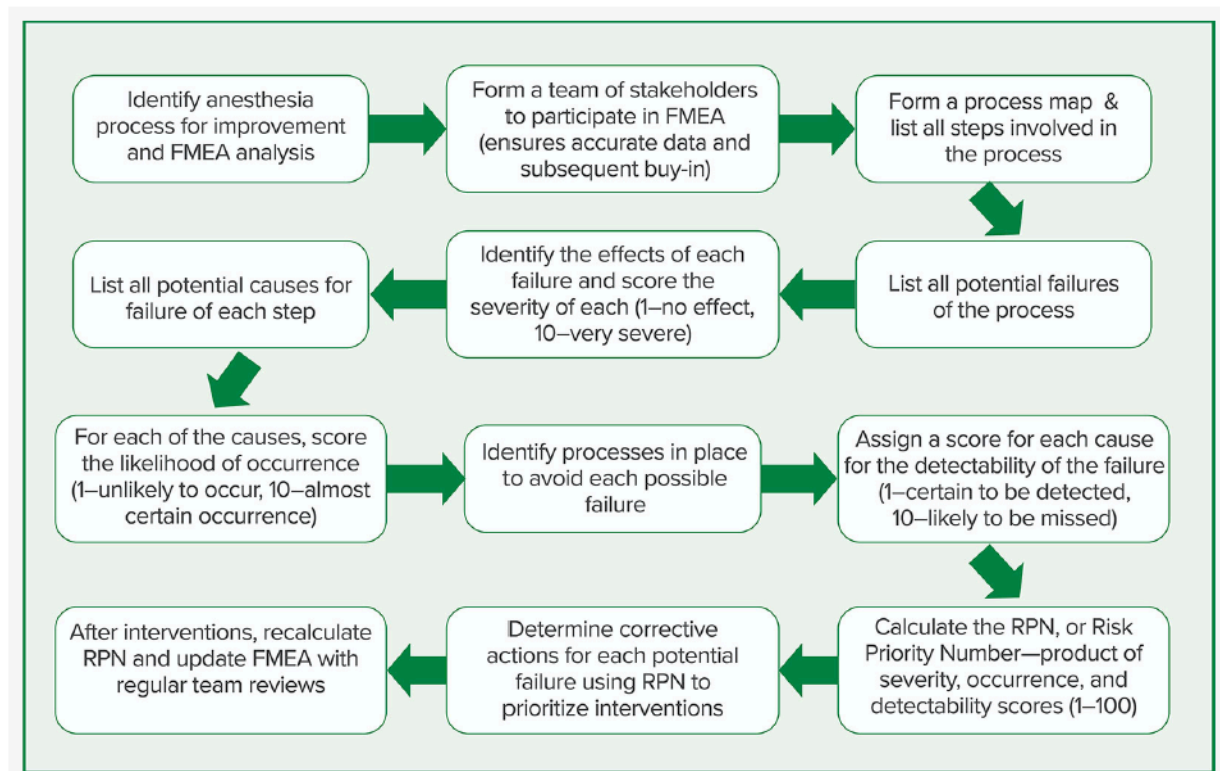 Identify anesthesia
process for improvement
and FMEA analysis
Form a team of stakeholders
to participate in FMEA
(ensures accurate data and
subsequent buy-in)
Form a process map &
list all steps involved in
the process
List all potential failures
of the process
Identify the effects of each
failure and score the
severity of each (1–no effect,
10–very severe)
List all potential causes for
failure of each step
For each of the causes, score
the likelihood of occurrence
(1–unlikely to occur, 10–almost
certain occurrence)
Identify processes in place
to avoid each possible
failure
Assign a score for each cause
for the detectability of the failure
(1–certain to be detected,
10–likely to be missed)
Calculate the RPN, or Risk
Priority Number—product of
severity, occurrence, and
detectability scores (1–100)
Determine corrective
actions for each potential
failure using RPN to
prioritize interventions
After interventions, recalculate
RPN and update FMEA with
regular team reviews